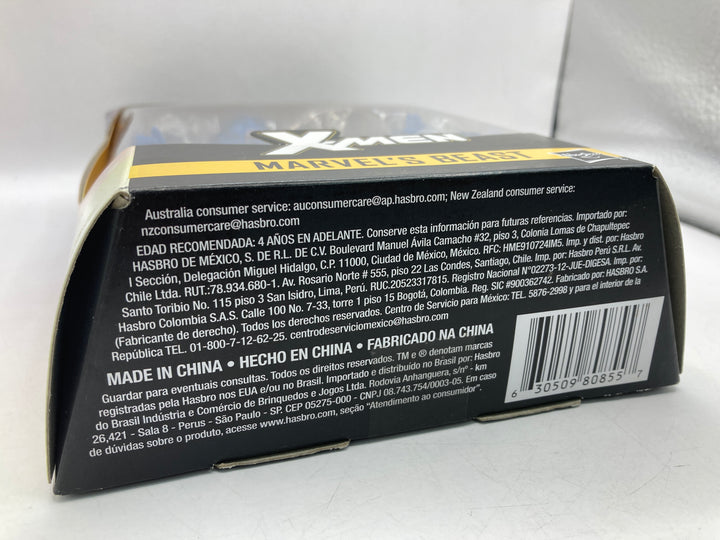 X-MEN
MARVEL'S BEAST
Australia consumer service: auconsumercare@ap.hasbro.com; New Zealand consumer service:
nzconsumercare@hasbro.com
EDAD RECOMENDADA: 4 AÑOS EN ADELANTE. Conserve esta información para futuras referencias. Importado por:
HASBRO DE MÉXICO, S. DE R.L. DE C.V. Boulevard Manuel Ávila Camacho #32, piso 3, Colonia Lomas de Chapultepec
I Sección, Delegación Miguel Hidalgo, C.P. 11000, Ciudad de México, México. RFC: HME910724IM5. Imp. y dist. por: Hasbro
Chile Ltda. RUT.:78.934.680-1. Av. Rosario Norte # 555, piso 22 Las Condes, Santiago, Chile. Imp. por: Hasbro Perú S.R.L. Av.
Santo Toribio No. 115 piso 3 San Isidro, Lima, Perú. RUC.20523317815. Registro Nacional N°02273-12-JUE-DIGESA. Imp. por:
Hasbro Colombia S.A.S. Calle 100 No. 7-33, torre 1 piso 15 Bogotá, Colombia. Reg. SIC #900362742. Fabricado por: HASBRO S.A.
(Fabricante de derecho). Todos los derechos reservados. Centro de Servicio para México: TEL. 5876-2998 y para el interior de la
República TEL. 01-800-7-12-62-25. centrodeserviciomexico@hasbro.com
MADE IN CHINA • HECHO EN CHINA • FABRICADO NA CHINA
Guardar para eventuais consultas. Todos os direitos reservados. TM e ® denotam marcas
registradas pela Hasbro nos EUA e/ou no Brasil. Importado e distribuído no Brasil por: Hasbro
do Brasil Indústria e Comércio de Brinquedos e Jogos Ltda. Rodovia Anhanguera, s/nº - km
26,421 - Sala 8 - Perus - São Paulo - SP. CEP 05275-000 - CNPJ 08.743.754/0003-05. Em caso
de dúvidas sobre o produto, acesse www.hasbro.com, seção "Atendimento ao consumidor".
6 30509 80855 7